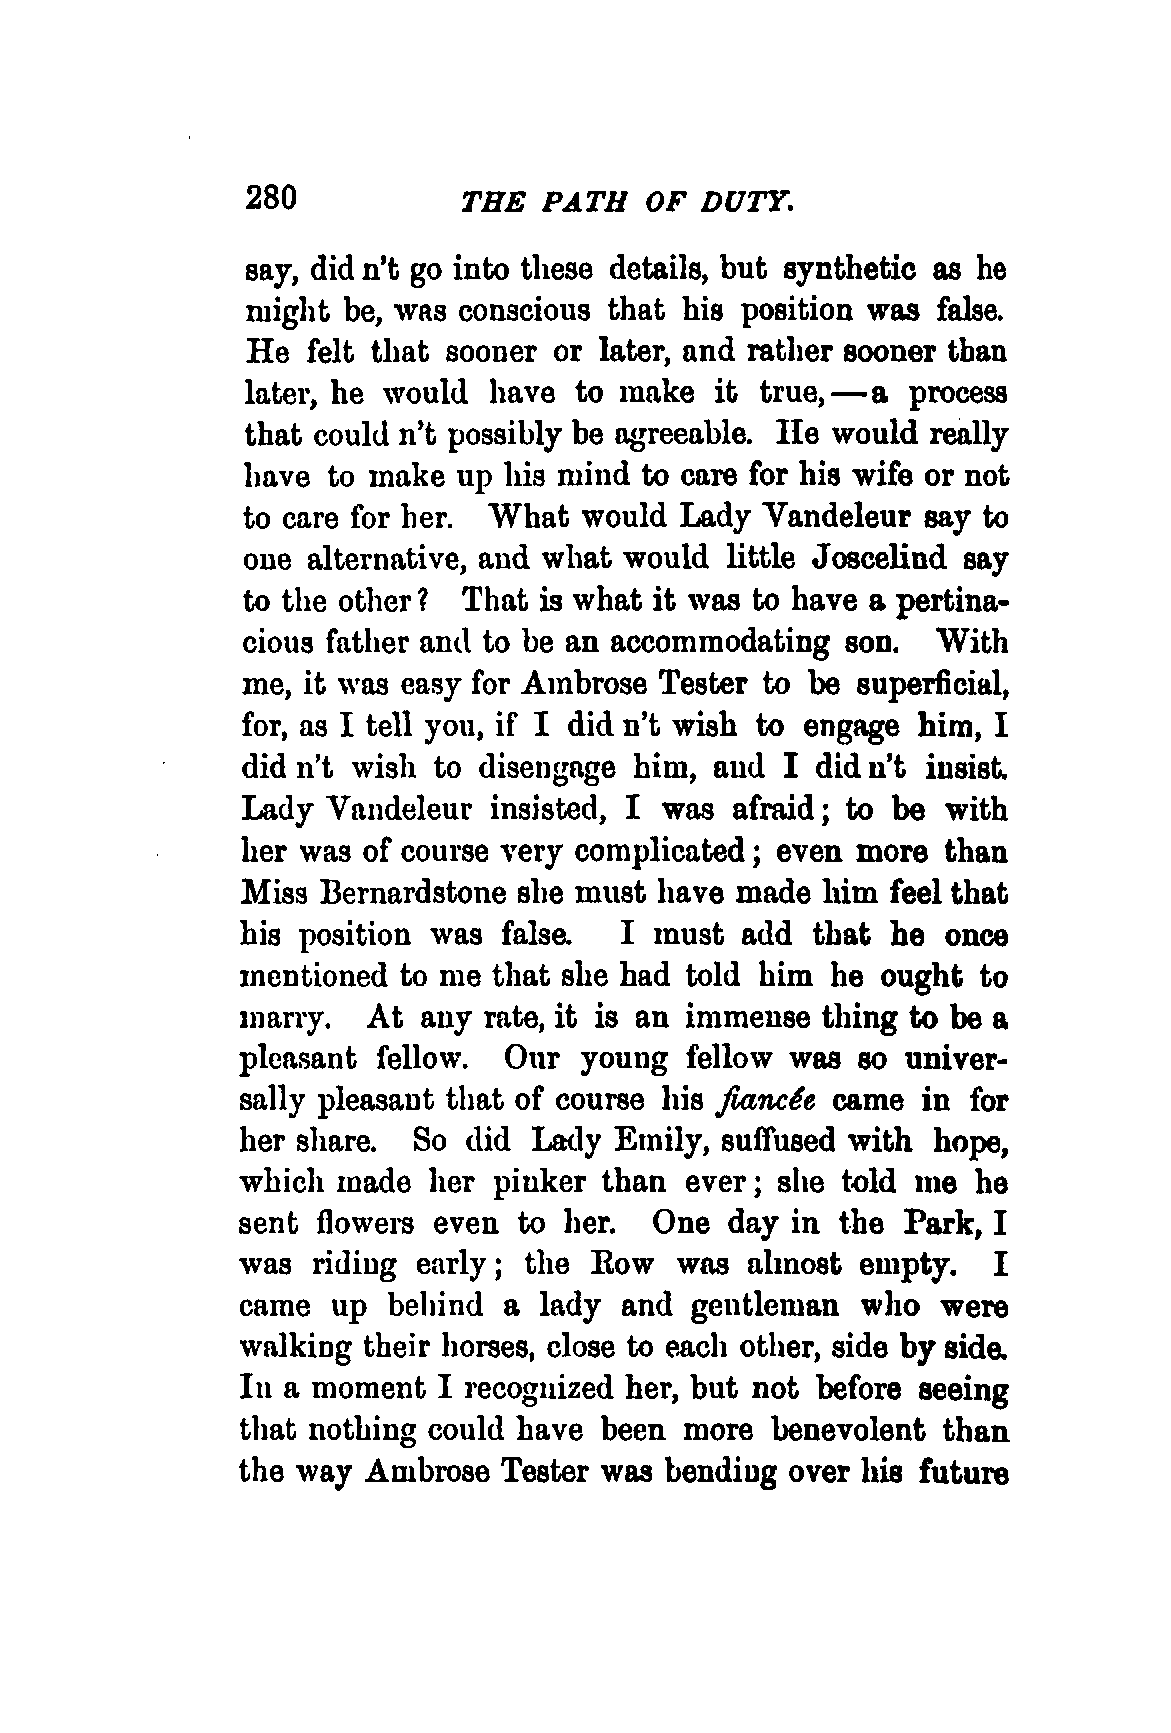 280 THE PATH OF DUTY.
say, did n't go into these details, but synthetic as he
might be, was conscious that his position was false.
He felt that sooner or later, and rather sooner than
later, he would have to make it true,—a process
that could n't possibly be agreeable. He would really
have to make up his mind to care for his wife or not
to care for her. What would Lady Vandeleur say to
one alternative, and what would little Joscelind say
to the other? That is what it was to have a pertina-
cious father and to be an accommodating son. With
me, it was easy for Ambrose Tester to be superficial,
for, as I tell you, if I did n't wish to engage him, I
did n't wish to disengage him, and I did n't insist.
Lady Vandeleur insisted, I was afraid; to be with
her was of course very complicated; even more than
Miss Bernardstone she must have made him feel that
his position was false. I must add that he once
mentioned to me that she had told him he ought to
marry. At any rate, it is an immense thing to be a
pleasant fellow. Our young fellow was so univer-
sally pleasant that of course his fiancée came in for
her share. So did Lady Emily, suffused with hope,
which made her pinker than ever; she told me he
sent flowers even to her. One day in the Park, I
was riding early; the Row was almost empty. I
came up behind a lady and gentleman who were
walking their horses, close to each other, side by side.
In a moment I recognized her, but not before seeing
that nothing could have been more benevolent than
the way Ambrose Tester was bending over his future